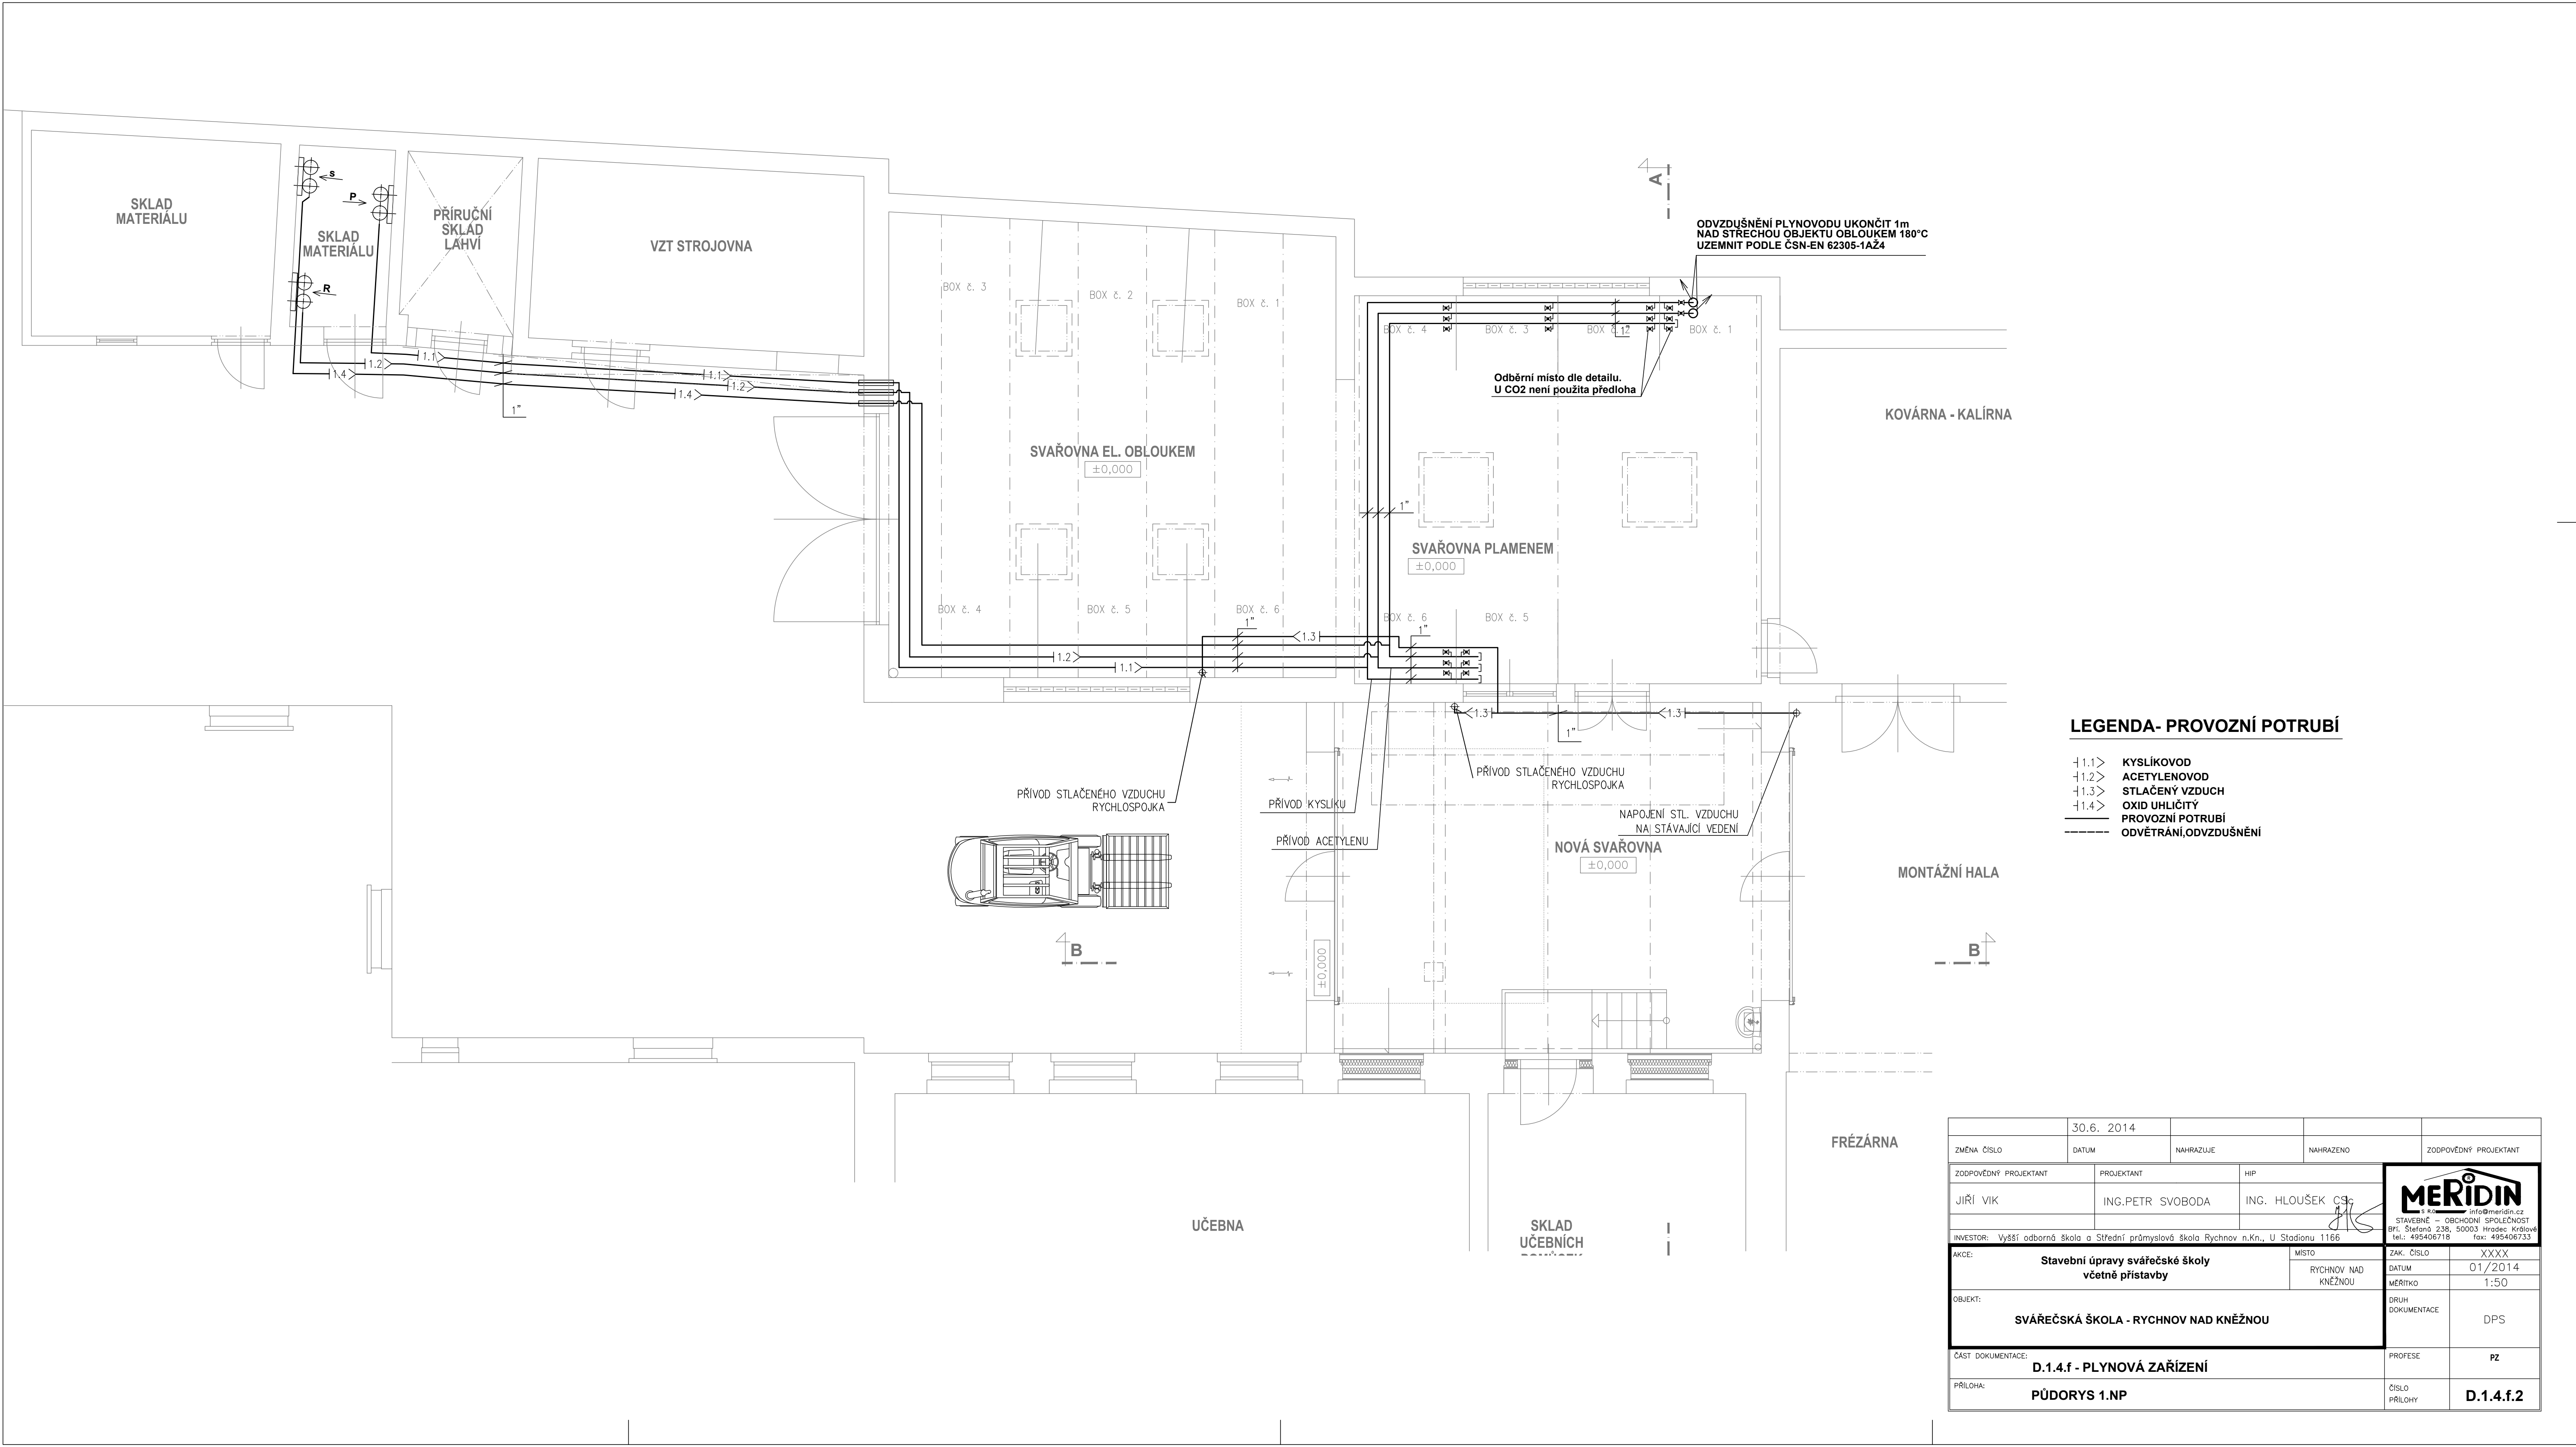 SKLAD
MATERIÁLU
S
P
R
SKLAD
MATERIÁLU
PŘÍRUČNÍ
SKLAD
LAHVÍ
VZT STROJOVNA
1.1
1.2
1.4
1"
1.1
1.2
1.4
BOX č. 3
BOX č. 2
BOX č. 1
SVAŘOVNA EL. OBLOUKEM
±0,000
BOX č. 4
BOX č. 5
BOX č. 6
1"
1.3
1.2
1.1
A
ODVZDUŠNĚNÍ PLYNOVODU UKONČIT 1m
NAD STŘECHOU OBJEKTU OBLOUKEM 180°C
UZEMNIT PODLE ČSN-EN 62305-1AŽ4
BOX č. 4
BOX č. 3
BOX č. 2
BOX č. 1
1"
Odběrní místo dle detailu.
U CO2 není použita předloha
KOVÁRNA - KALÍRNA
1"
SVAŘOVNA PLAMENEM
±0,000
BOX č. 6
BOX č. 5
1"
1.3
1.3
1"
PŘÍVOD STLAČENÉHO VZDUCHU
RYCHLOSPOJKA
PŘÍVOD STLAČENÉHO VZDUCHU
RYCHLOSPOJKA
PŘÍVOD KYSLÍKU
PŘÍVOD ACETYLENU
NAPOJENÍ STL. VZDUCHU
NA STÁVAJÍCÍ VEDENÍ
NOVÁ SVAŘOVNA
±0,000
±0,000
MONTÁŽNÍ HALA
B
B
FRÉZÁRNA
UČEBNA
SKLAD
UČEBNÍCH
LEGENDA- PROVOZNÍ POTRUBÍ
1.1 KYSLÍKOVOD
1.2 ACETYLENOVOD
1.3 STLAČENÝ VZDUCH
1.4 OXID UHLIČITÝ
PROVOZNÍ POTRUBÍ
ODVĚTRÁNÍ,ODVZDUŠNĚNÍ
30.6. 2014
ZMĚNA ČÍSLO DATUM NAHRAZUJE NAHRAZENO ZODPOVĚDNÝ PROJEKTANT
ZODPOVĚDNÝ PROJEKTANT PROJEKTANT HIP
JIŘÍ VIK ING.PETR SVOBODA ING. HLOUŠEK CSc
MERIDIN
S R.O. info@meridin.cz
STAVEBNĚ – OBCHODNÍ SPOLEČNOST
Bří. Štefanů 238, 50003 Hradec Králové
tel.: 495406718 fax: 495406733
INVESTOR: Vyšší odborná škola a Střední průmyslová škola Rychnov n.Kn., U Stadionu 1166
AKCE:
Stavební úpravy svářečské školy
včetně přístavby
MÍSTO
RYCHNOV NAD
KNĚŽNOU
ZAK. ČÍSLO XXXX
DATUM 01/2014
MĚŘÍTKO 1:50
OBJEKT:
SVÁŘEČSKÁ ŠKOLA - RYCHNOV NAD KNĚŽNOU
DRUH
DOKUMENTACE
DPS
ČÁST DOKUMENTACE:
D.1.4.f - PLYNOVÁ ZAŘÍZENÍ
PROFESE PZ
PŘÍLOHA:
PŮDORYS 1.NP
ČÍSLO
PŘÍLOHY
D.1.4.f.2